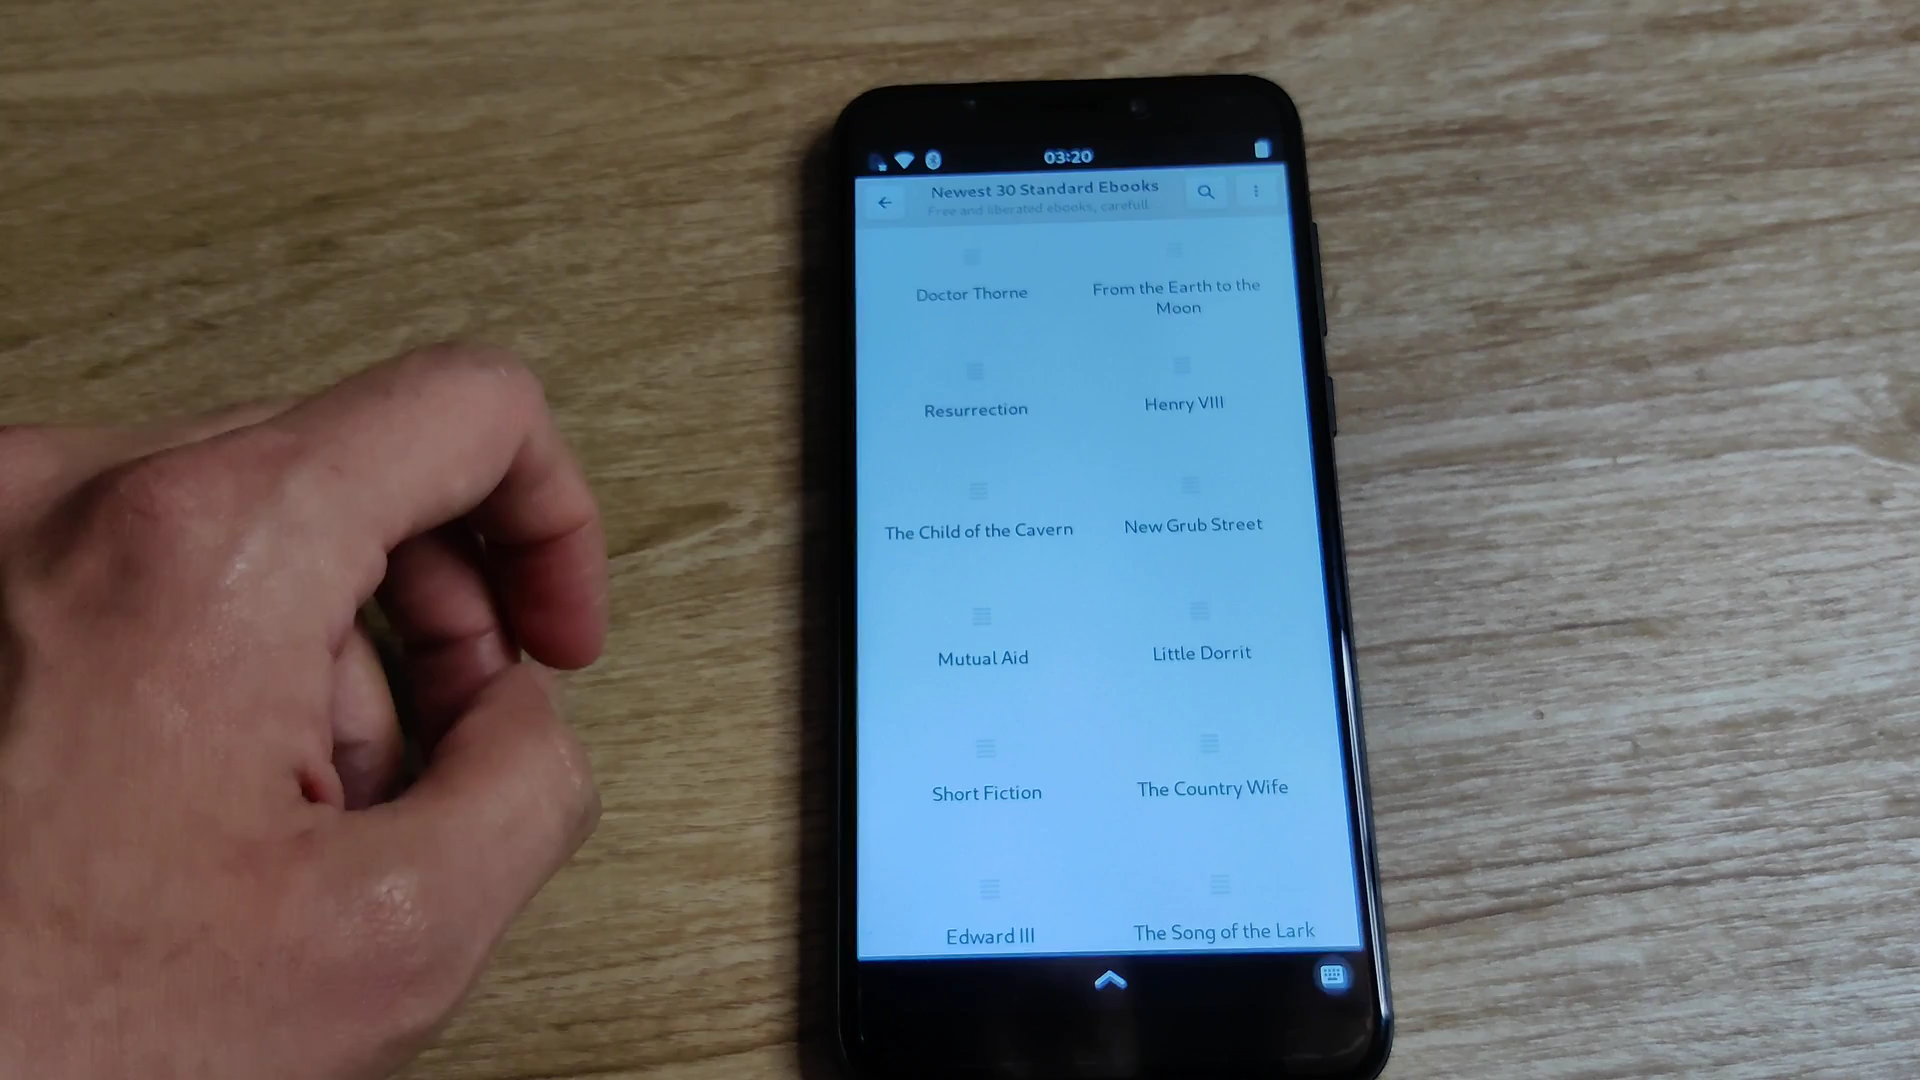 03:20
Newest 30 Standard Ebooks
Free and liberated ebooks, carefull
Doctor Thorne
From the Earth to the
Moon
Resurrection
Henry VIII
The Child of the Cavern
New Grub Street
Mutual Aid
Little Dorrit
Short Fiction
The Country Wife
Edward III
The Song of the Lark